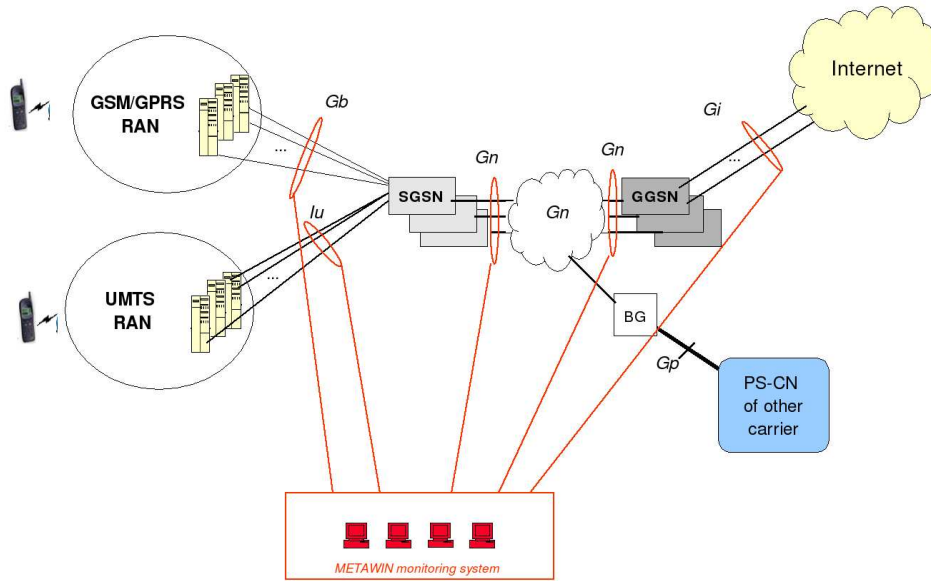 Internet
GSM/GPRS
RAN
...
Gb
Gn
Gn
Gi
...
SGSN
Gn
GGSN
Iu
UMTS
RAN
...
BG
Gp
PS-CN
of other
carrier
METAWIN monitoring system